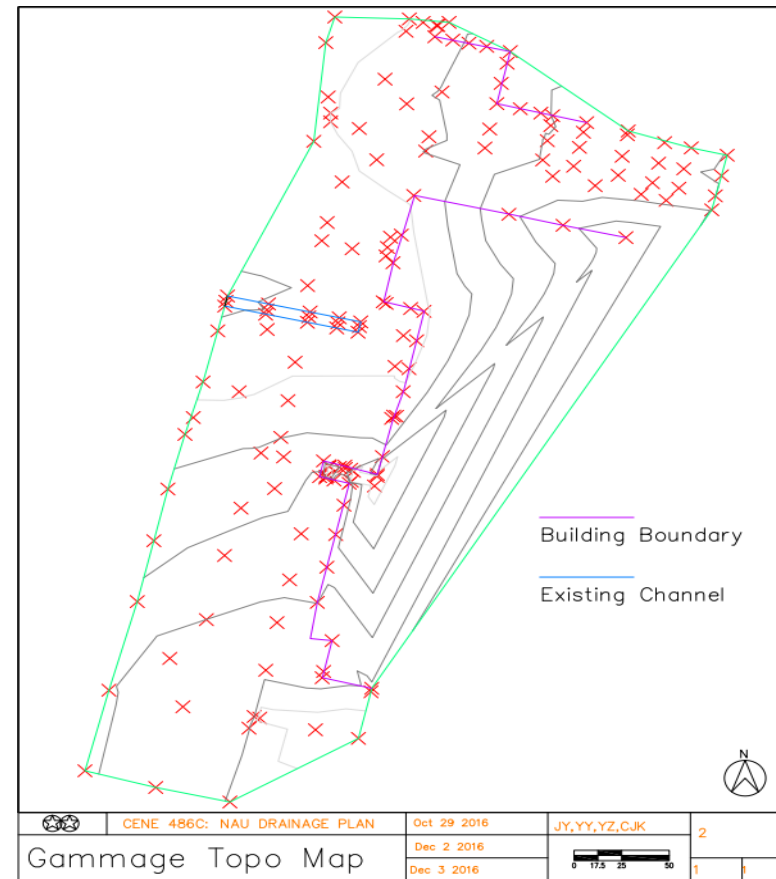 Building Boundary
Existing Channel
N
CENE 486C: NAU DRAINAGE PLAN
Oct 29 2016
JY,YY,YZ,CJK
2
Gammage Topo Map
Dec 2 2016
Dec 3 2016
0 17.5 25 50
1
1